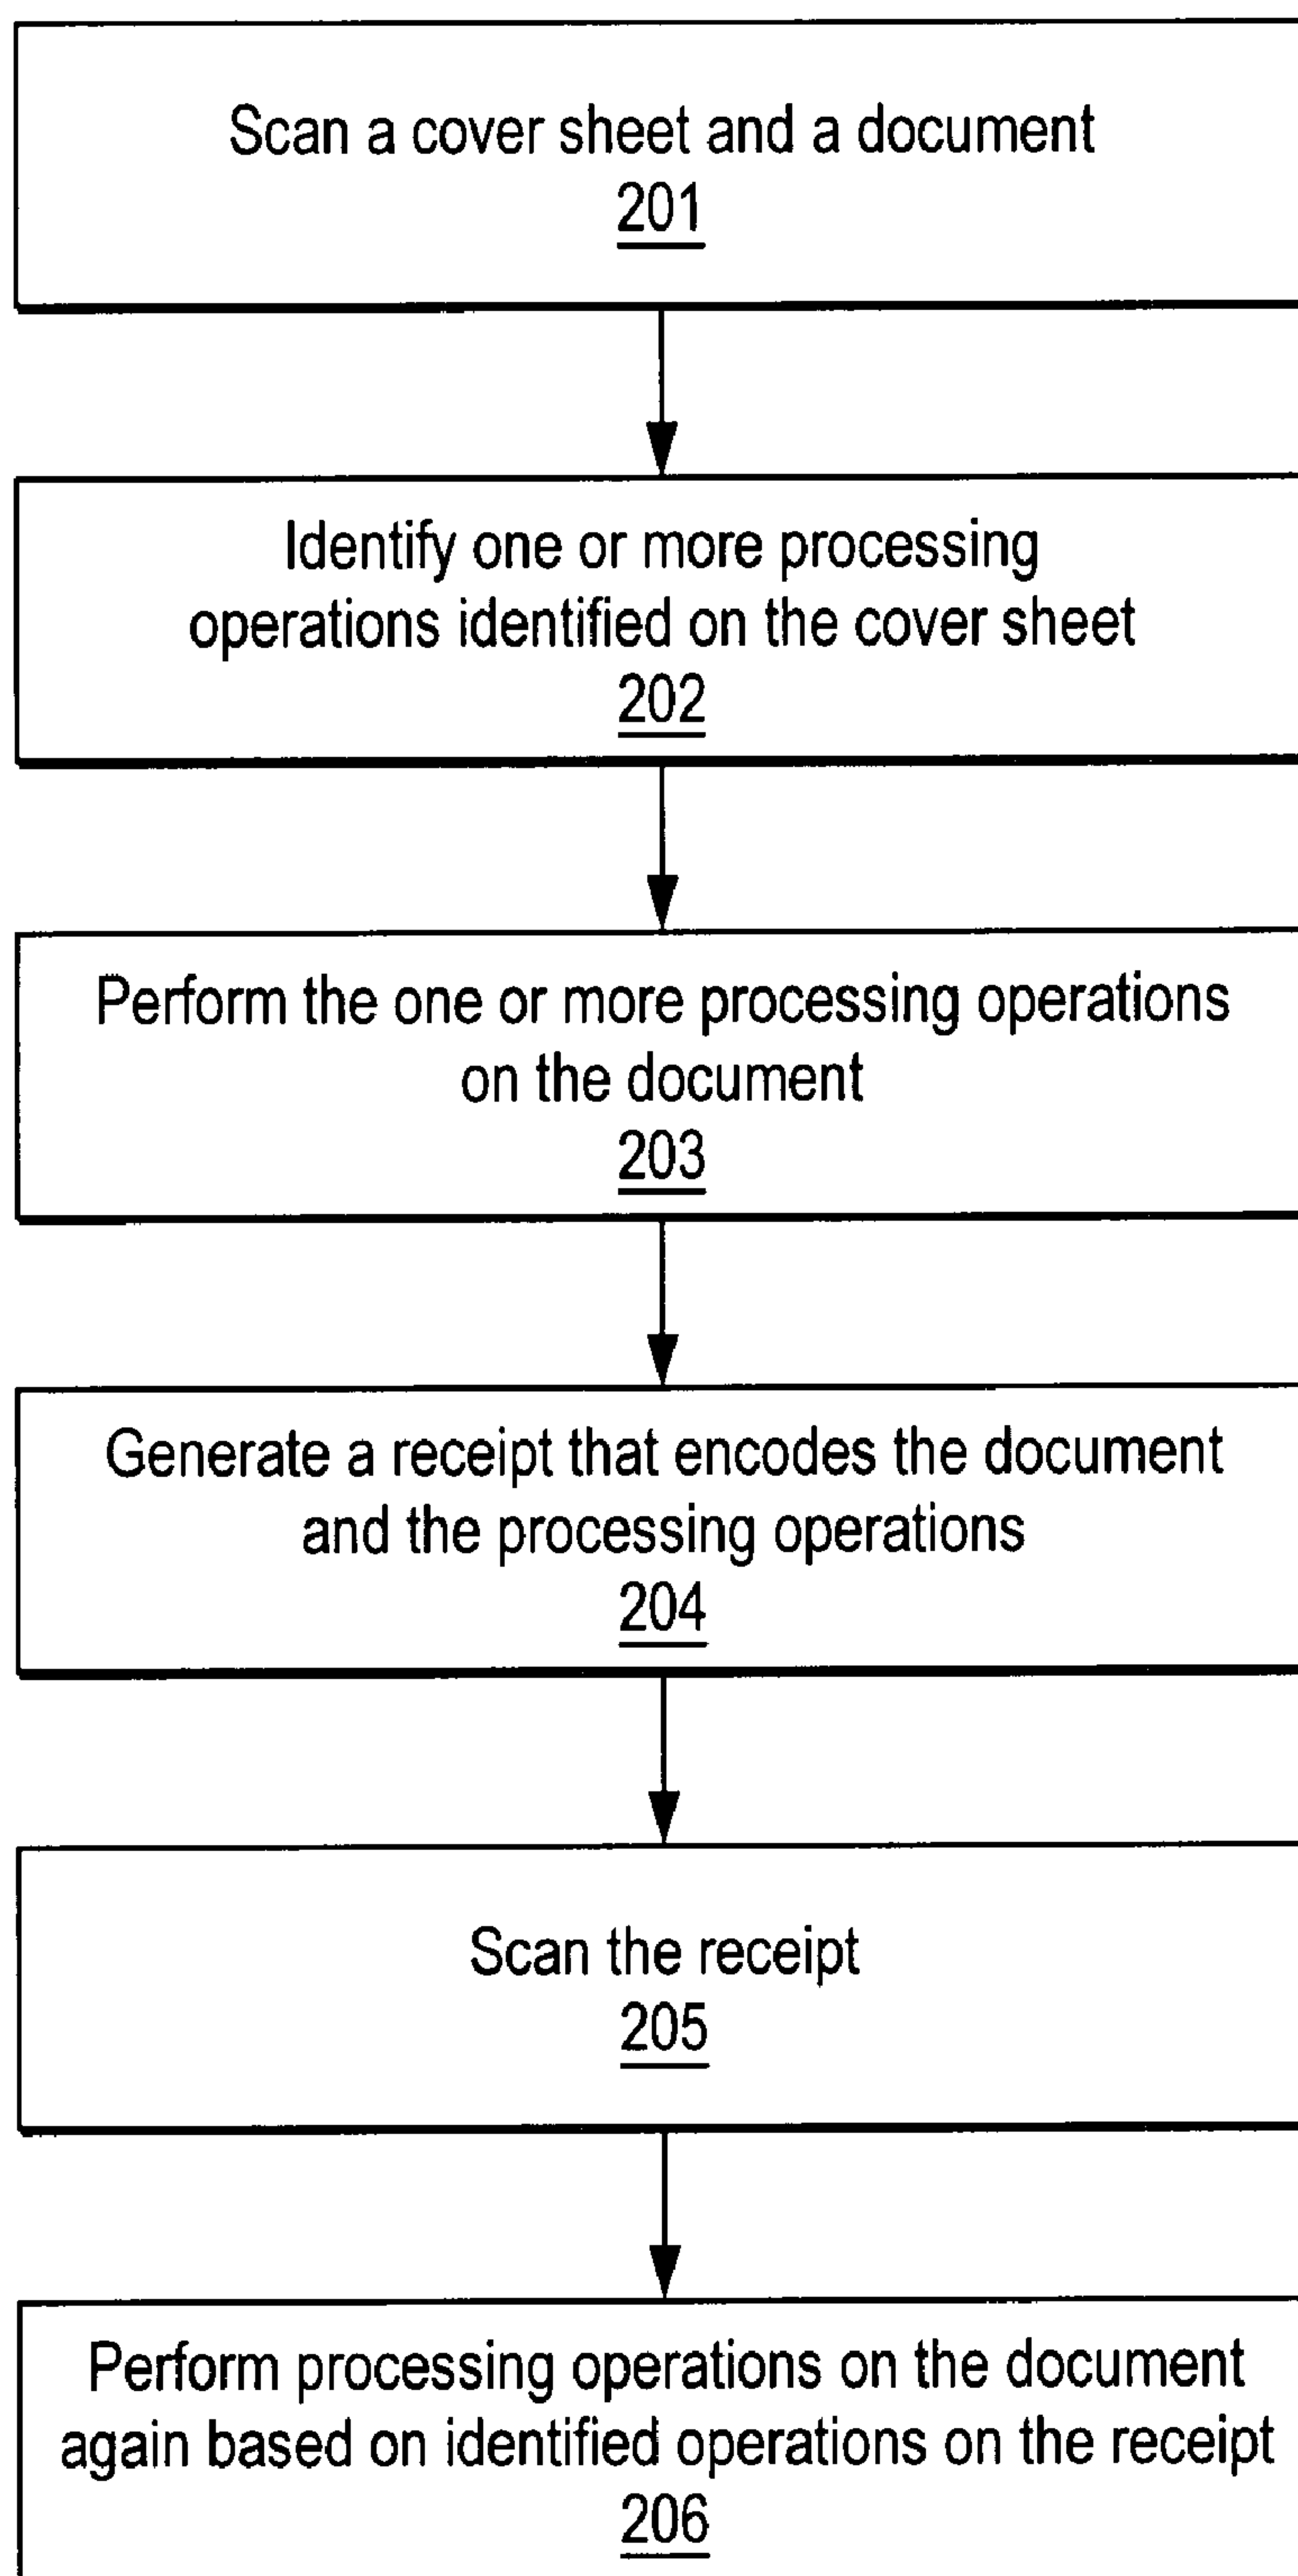 Scan a cover sheet and a document
201
Identify one or more processing
operations identified on the cover sheet
202
Perform the one or more processing operations
on the document
203
Generate a receipt that encodes the document
and the processing operations
204
Scan the receipt
205
Perform processing operations on the document
again based on identified operations on the receipt
206